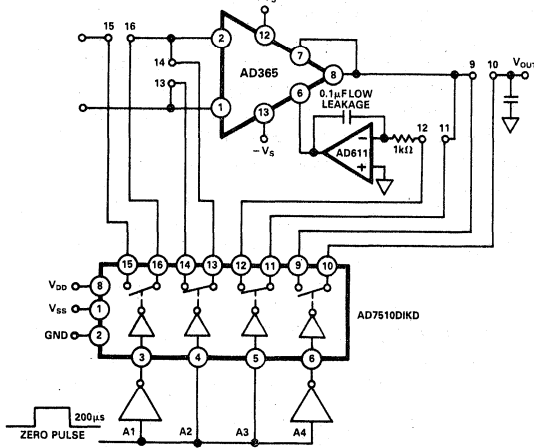 15
16
2
12
7
14
AD365
8
9
10
VOUT
13
6
0.1µF LOW
LEAKAGE
1
13
−VS
AD611
−
+
1kΩ
12
11
15
16
14
13
12
11
9
10
VDD
8
VSS
1
GND
2
AD7510DIKD
3
4
5
6
200µs
ZERO PULSE
A1
A2
A3
A4